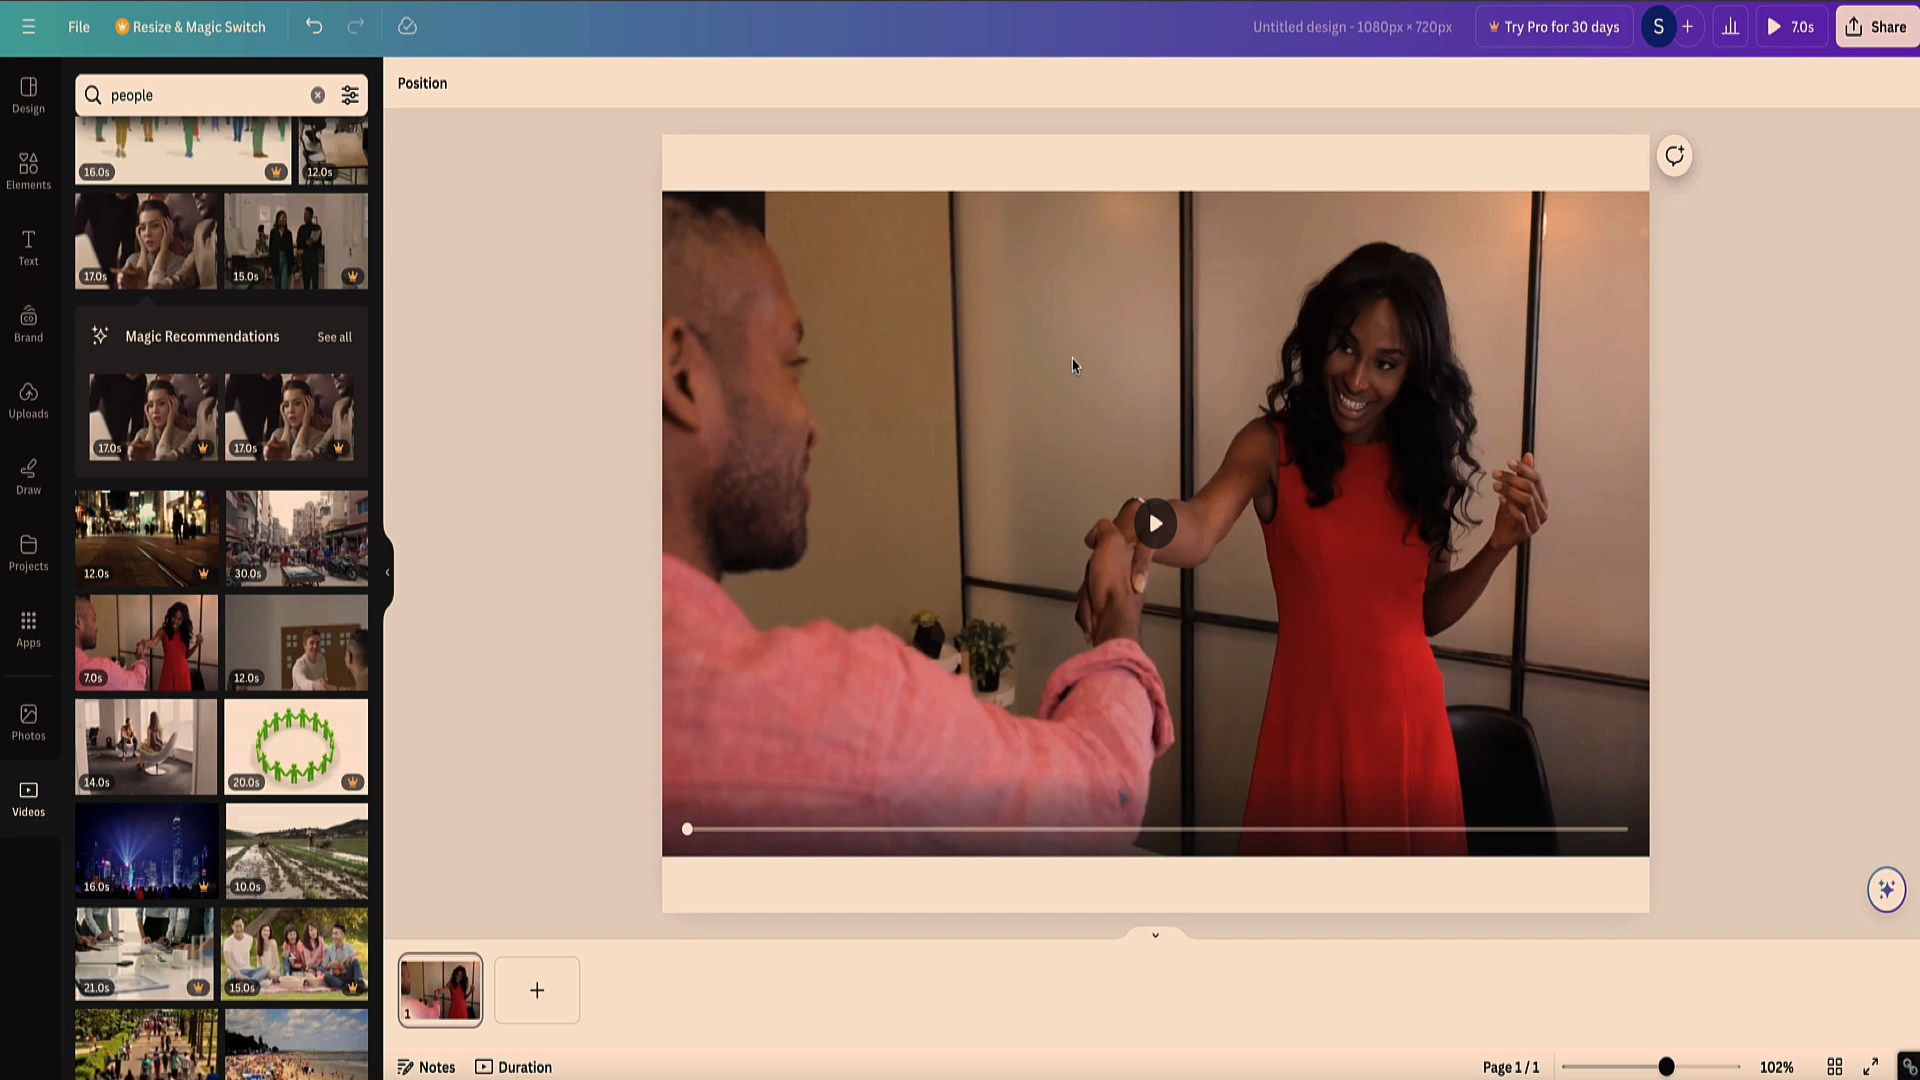 File
Resize & Magic Switch
Untitled design - 1080px × 720px
Try Pro for 30 days
S
7.0s
Share
Design
Elements
Text
Brand
Uploads
Draw
Projects
Apps
Photos
Videos
people
16.0s
12.0s
17.0s
15.0s
Magic Recommendations
See all
17.0s
17.0s
12.0s
30.0s
7.0s
12.0s
14.0s
20.0s
16.0s
10.0s
21.0s
15.0s
Position
1
Notes
Duration
Page 1 / 1
102%